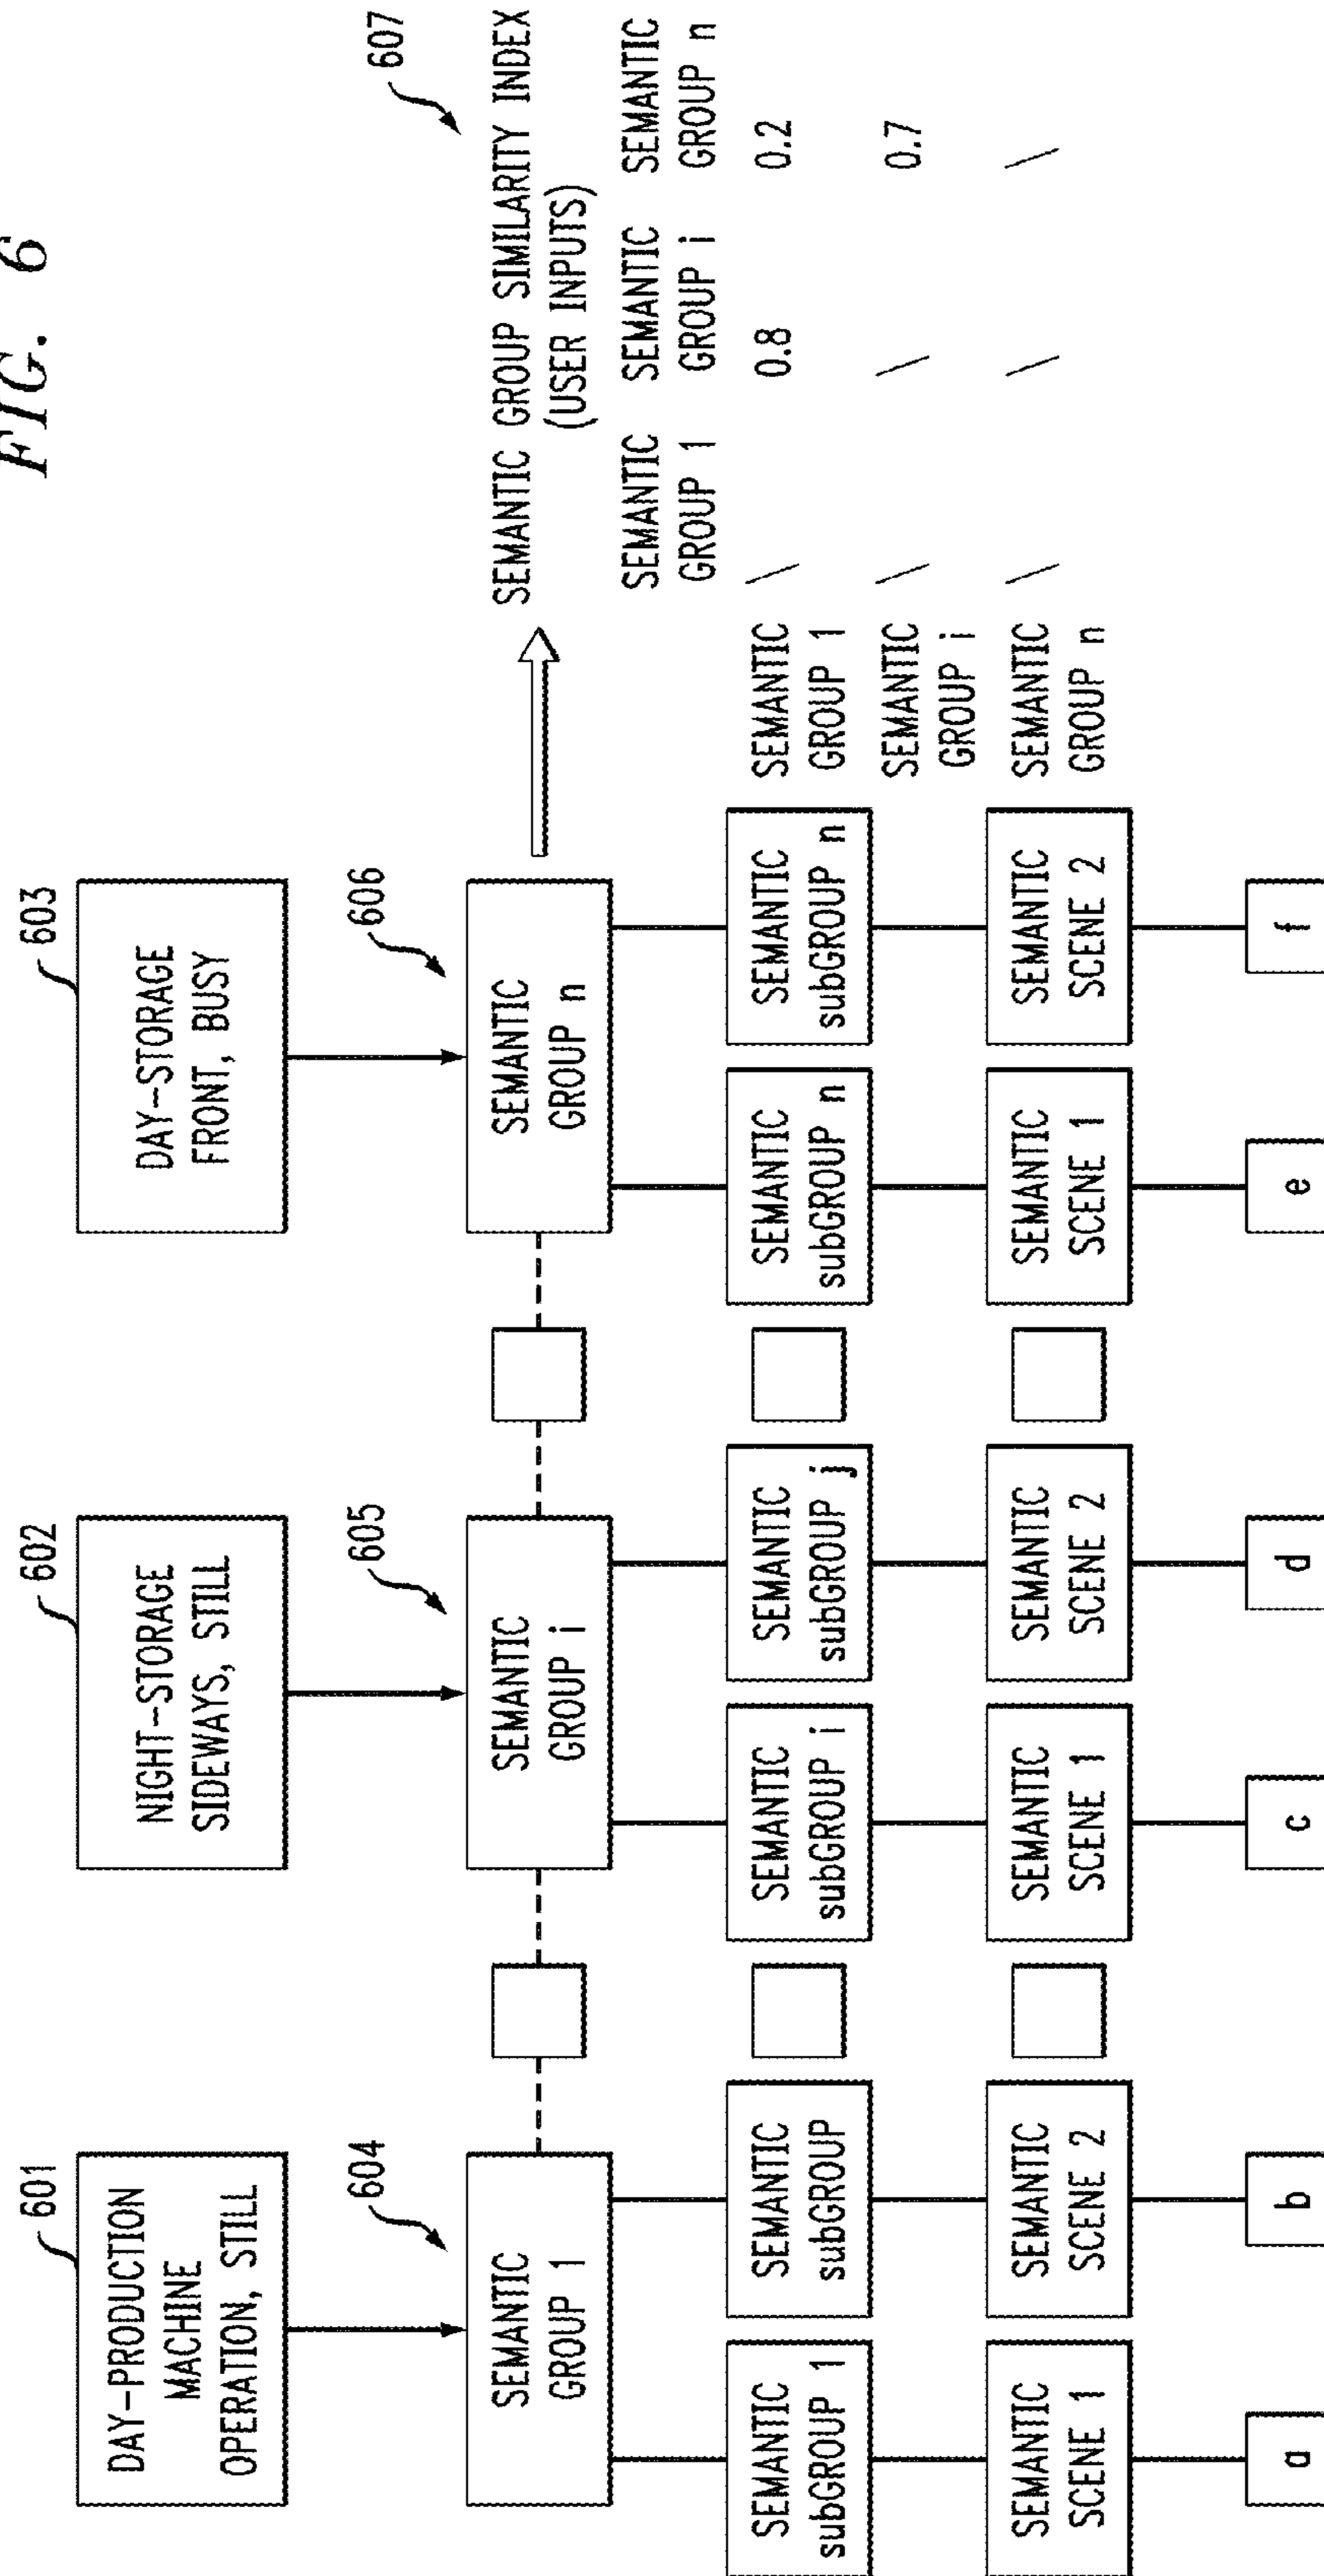 FIG. 6
601
DAY-PRODUCTION
MACHINE
OPERATION, STILL
602
NIGHT-STORAGE
SIDEWAYS, STILL
603
DAY-STORAGE
FRONT, BUSY
604
SEMANTIC
GROUP 1
605
SEMANTIC
GROUP i
606
SEMANTIC
GROUP n
SEMANTIC
subGROUP 1
SEMANTIC
subGROUP
SEMANTIC
subGROUP i
SEMANTIC
subGROUP j
SEMANTIC
subGROUP n
SEMANTIC
subGROUP n
SEMANTIC
SCENE 1
SEMANTIC
SCENE 2
SEMANTIC
SCENE 1
SEMANTIC
SCENE 2
SEMANTIC
SCENE 1
SEMANTIC
SCENE 2
a
b
c
d
e
f
607
SEMANTIC GROUP SIMILARITY INDEX
(USER INPUTS)
SEMANTIC SEMANTIC SEMANTIC
GROUP 1 GROUP i GROUP n
SEMANTIC / 0.8 0.2
GROUP 1
SEMANTIC / / 0.7
GROUP i
SEMANTIC / / /
GROUP n